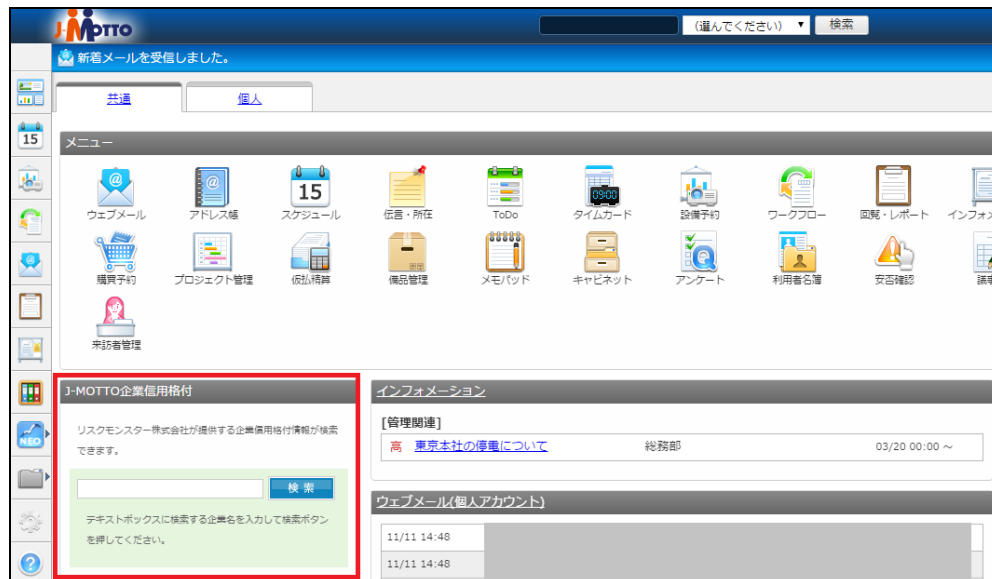 J-MOTTO
(選んでください) 検索
新着メールを受信しました。
共通 個人
15
メニュー
ウェブメール アドレス帳 スケジュール 伝言・所在 ToDo タイムカード 設備予約 ワークフロー 回覧・レポート インフォメ
15
09:00
購買予約 プロジェクト管理 仮払精算 備品管理 メモパッド キャビネット アンケート 利用者名簿 安否確認 議事
来訪者管理
J-MOTTO企業信用格付
リスクモンスター株式会社が提供する企業信用格付情報が検索
できます。
検索
テキストボックスに検索する企業名を入力して検索ボタン
を押してください。
インフォメーション
[管理関連]
高 東京本社の停電について 総務部 03/20 00:00 ～
ウェブメール(個人アカウント)
11/11 14:48
11/11 14:48
NEO